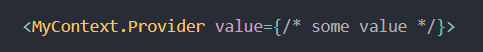 <MyContext.Provider value={/* some value */}>